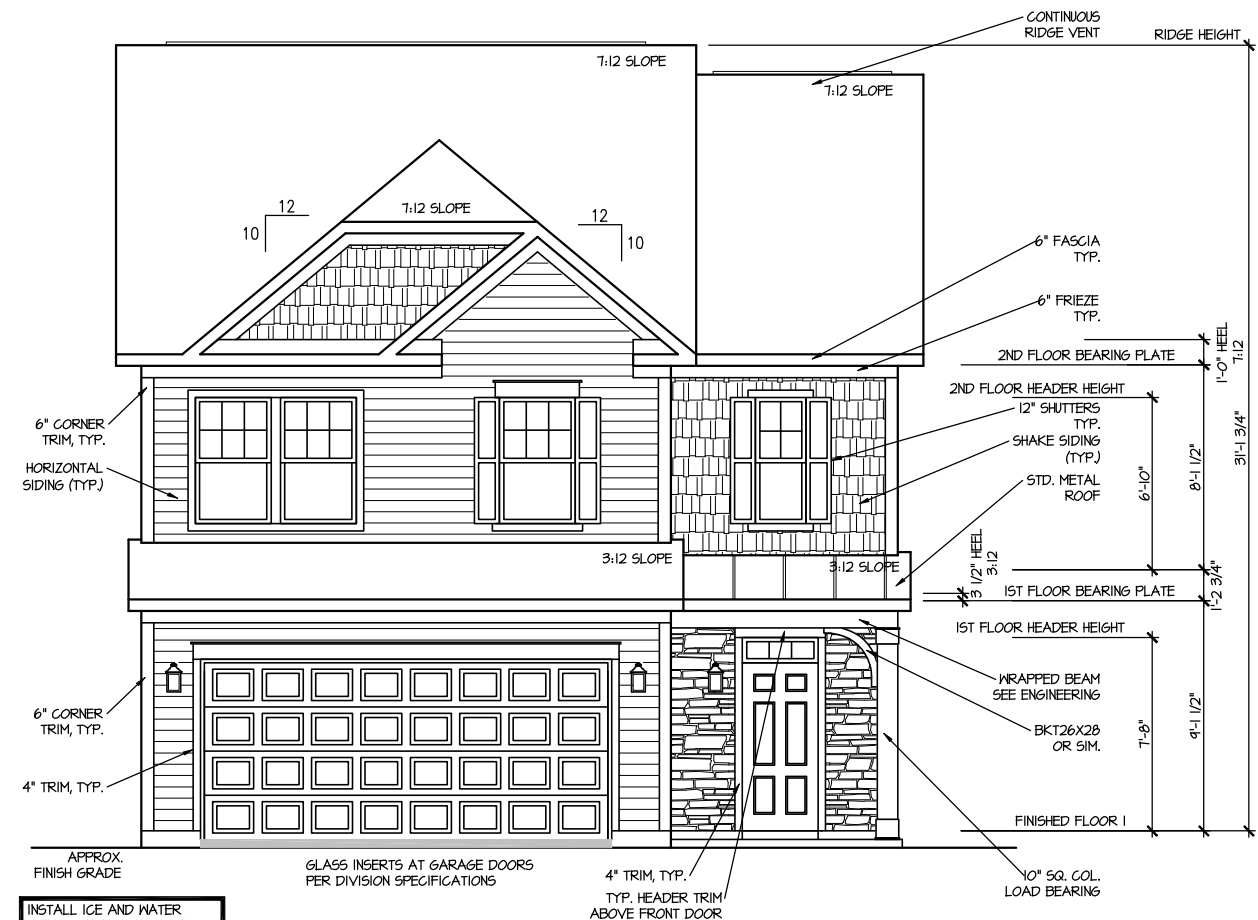 CONTINUOUS
RIDGE VENT
RIDGE HEIGHT
7:12 SLOPE
7:12 SLOPE
12
10
7:12 SLOPE
12
10
6" FASCIA
TYP.
6" FRIEZE
TYP.
1'-0" HEEL
7:12
31'-1 3/4"
2ND FLOOR BEARING PLATE
2ND FLOOR HEADER HEIGHT
12" SHUTTERS
TYP.
6" CORNER
TRIM, TYP.
SHAKE SIDING
(TYP.)
HORIZONTAL
SIDING (TYP.)
STD. METAL
ROOF
6'-10"
8'-1 1/2"
3:12 SLOPE
3:12 SLOPE
3 1/2" HEEL
3:12
1'-2 3/4"
1ST FLOOR BEARING PLATE
1ST FLOOR HEADER HEIGHT
WRAPPED BEAM
SEE ENGINEERING
6" CORNER
TRIM, TYP.
BKT26X28
OR SIM.
7'-8"
9'-1 1/2"
4" TRIM, TYP.
FINISHED FLOOR 1
APPROX.
FINISH GRADE
GLASS INSERTS AT GARAGE DOORS
PER DIVISION SPECIFICATIONS
4" TRIM, TYP.
TYP. HEADER TRIM
ABOVE FRONT DOOR
10" SQ. COL.
LOAD BEARING
INSTALL ICE AND WATER